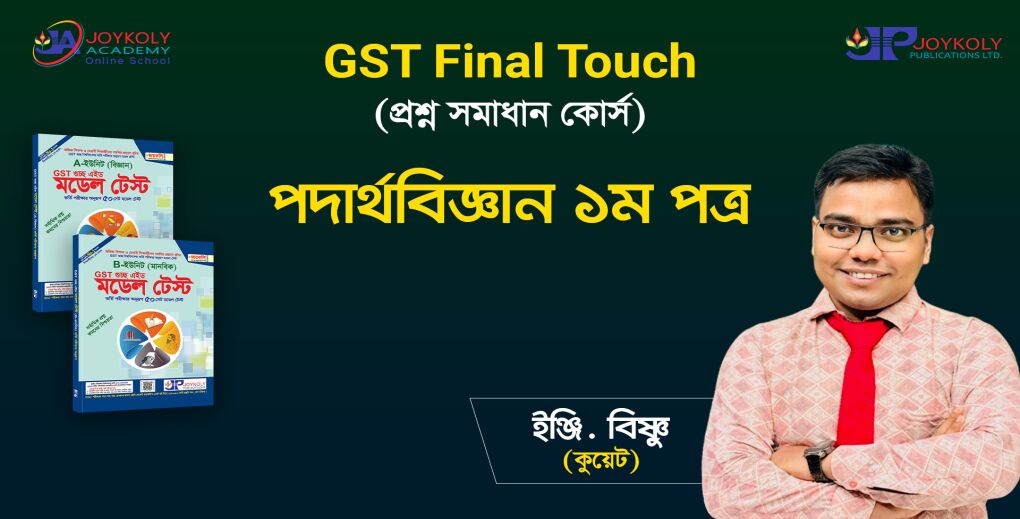 JOYKOLY
ACADEMY
Online School
JOYKOLY
PUBLICATIONS LTD.
GST Final Touch
(প্রশ্ন সমাধান কোর্স)
পদার্থবিজ্ঞান ১ম পত্র
A-ইউনিট (বিজ্ঞান)
GST গুচ্ছ এইড
মডেল টেস্ট
B-ইউনিট (মানবিক)
GST গুচ্ছ এইড
মডেল টেস্ট
JOYKOLY
ইঞ্জি. বিষ্ণু
(কুয়েট)